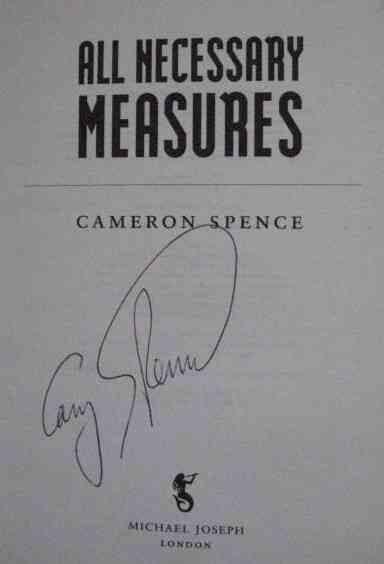 ALL NECESSARY
MEASURES
CAMERON SPENCE
MICHAEL JOSEPH
LONDON